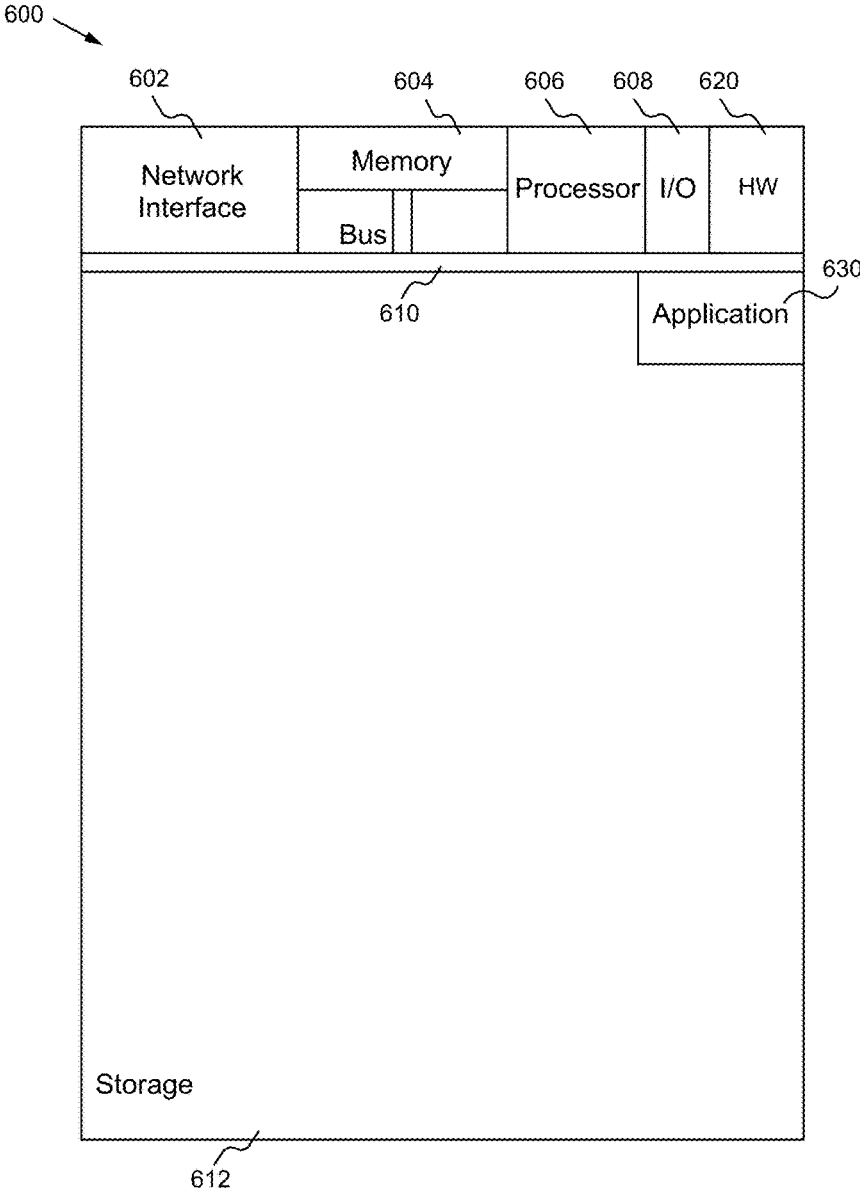 600
602
604
606
608
620
Network
Interface
Memory
Processor
I/O
HW
Bus
610
630
Application
Storage
612